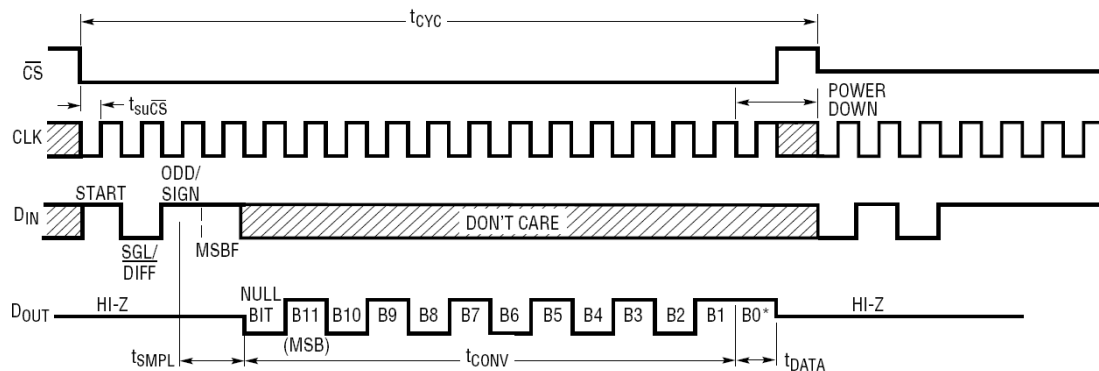 tCYC
CS
tsuCS
POWER
DOWN
CLK
START
ODD/
SIGN
DIN
DON'T CARE
SGL/
DIFF
MSBF
DOUT
HI-Z
NULL
BIT
B11
(MSB)
B10
B9
B8
B7
B6
B5
B4
B3
B2
B1
B0*
HI-Z
tSMPL
tCONV
tDATA